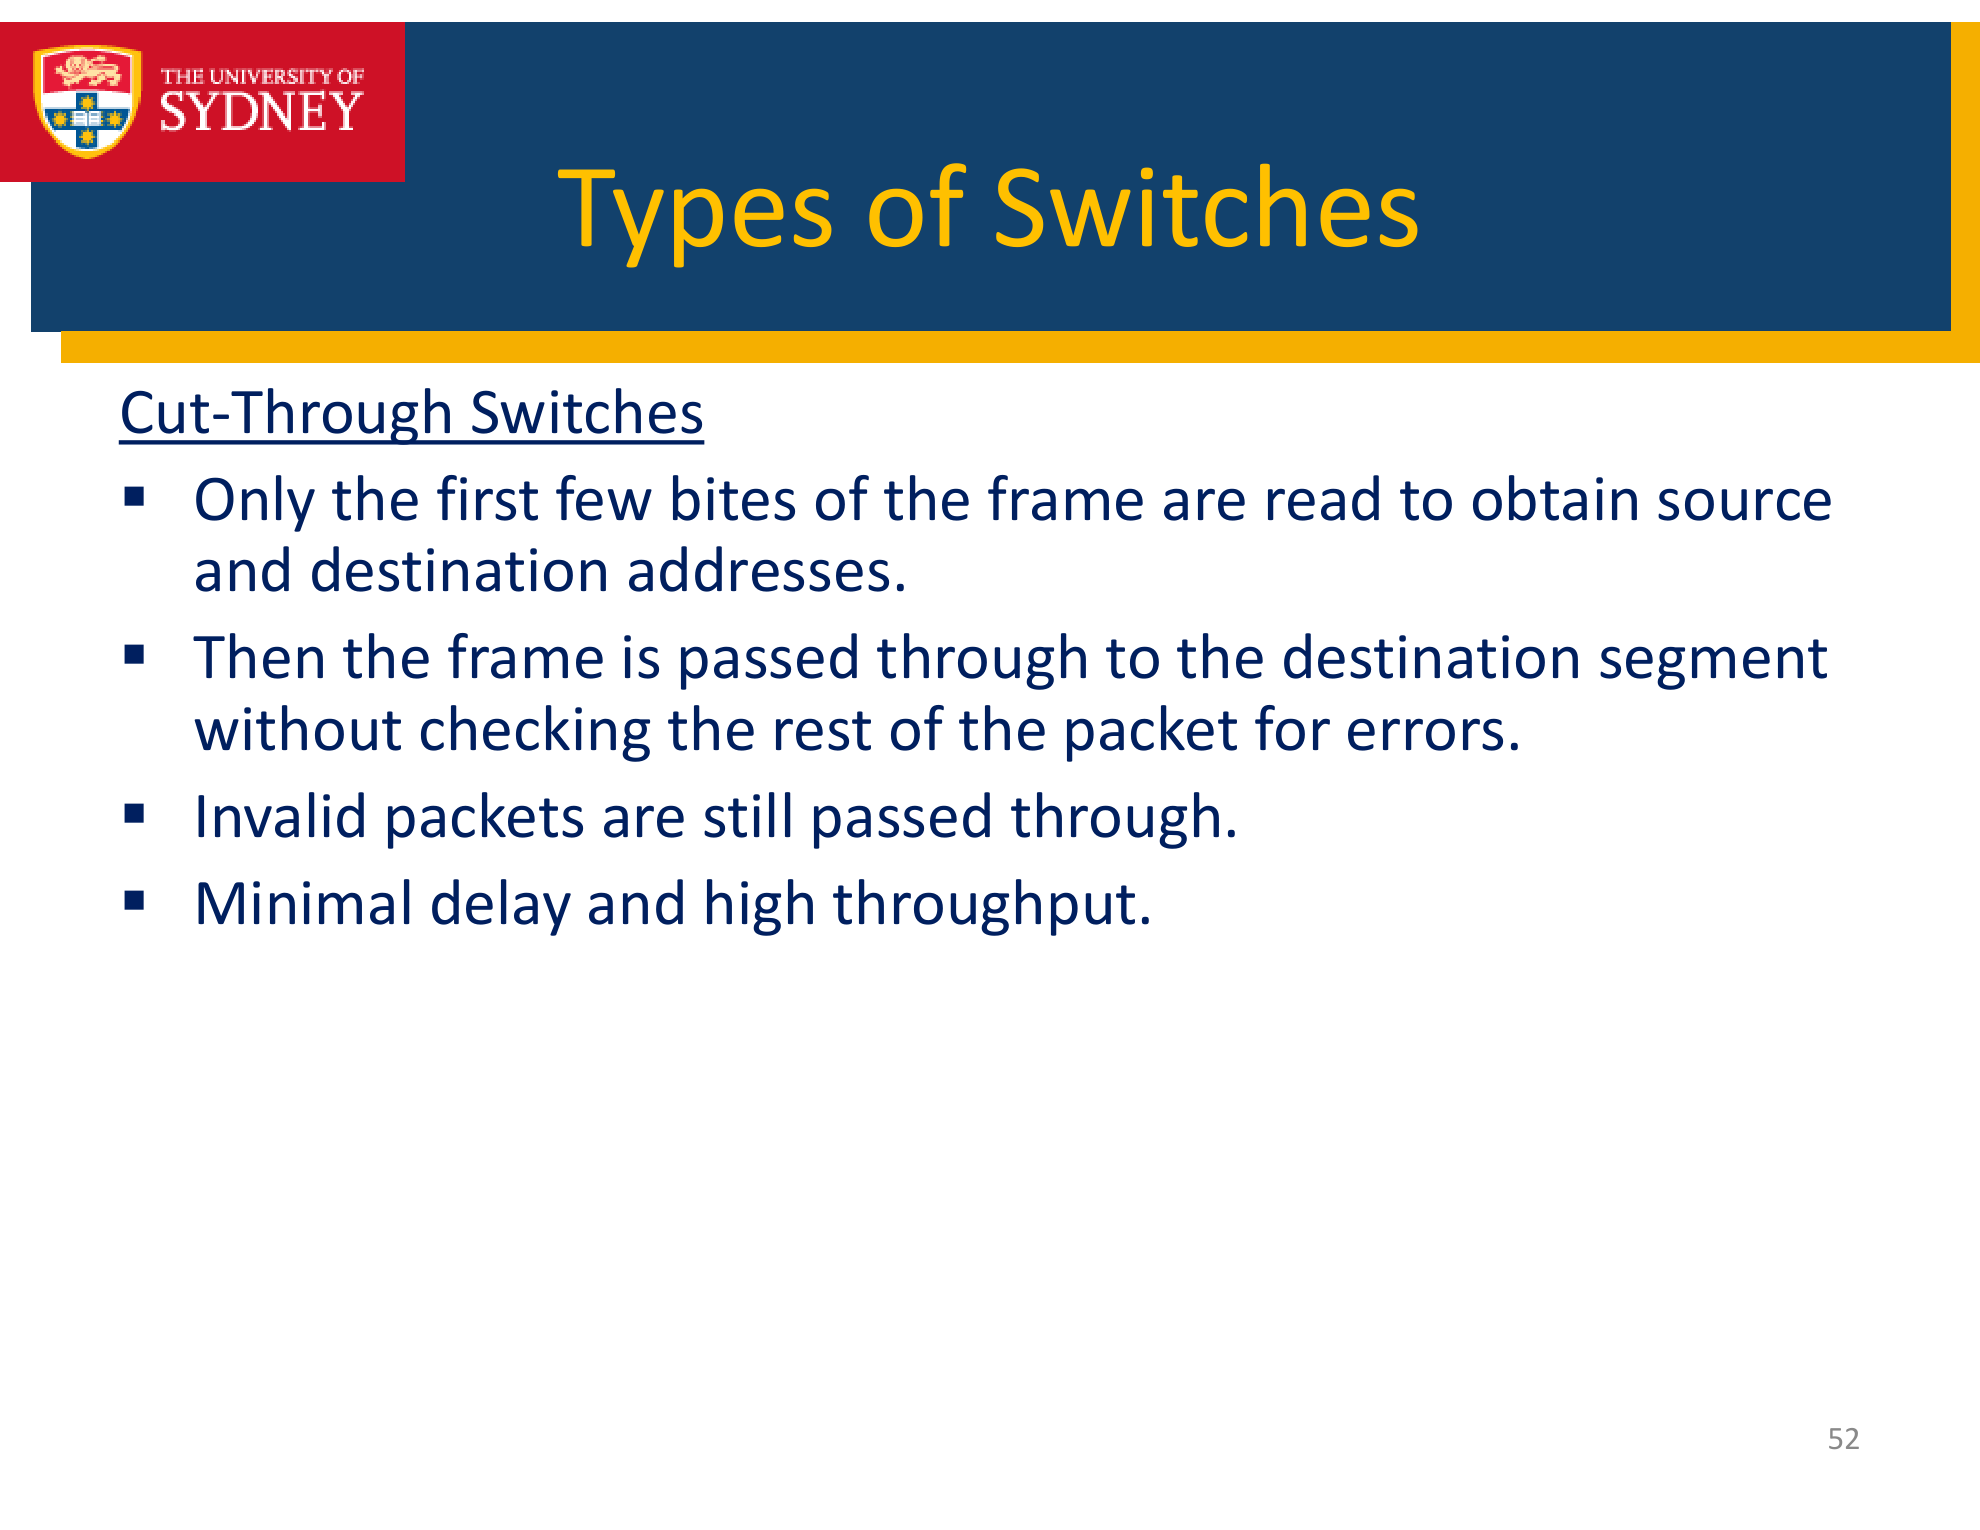 THE UNIVERSITY OF
SYDNEY
Types of Switches
Cut-Through Switches
▪ Only the first few bites of the frame are read to obtain source
and destination addresses.
▪ Then the frame is passed through to the destination segment
without checking the rest of the packet for errors.
▪ Invalid packets are still passed through.
▪ Minimal delay and high throughput.
52